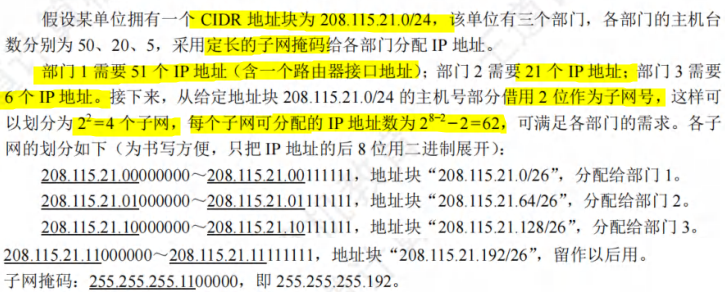 假设某单位拥有一个 CIDR 地址块为 208.115.21.0/24，该单位有三个部门，各部门的主机台
数分别为 50、20、5，采用定长的子网掩码给各部门分配 IP 地址。
部门 1 需要 51 个 IP 地址（含一个路由器接口地址）；部门 2 需要 21 个 IP 地址；部门 3 需要
6 个 IP 地址。接下来，从给定地址块 208.115.21.0/24 的主机号部分借用 2 位作为子网号，这样可
以划分为 2²=4 个子网，每个子网可分配的 IP 地址数为 2⁸⁻²−2=62，可满足各部门的需求。各子
网的划分如下（为书写方便，只把 IP 地址的后 8 位用二进制展开）：
208.115.21.00000000～208.115.21.00111111，地址块“208.115.21.0/26”，分配给部门 1。
208.115.21.01000000～208.115.21.01111111，地址块“208.115.21.64/26”，分配给部门 2。
208.115.21.10000000～208.115.21.10111111，地址块“208.115.21.128/26”，分配给部门 3。
208.115.21.11000000～208.115.21.11111111，地址块“208.115.21.192/26”，留作以后用。
子网掩码：255.255.255.1100000，即 255.255.255.192。